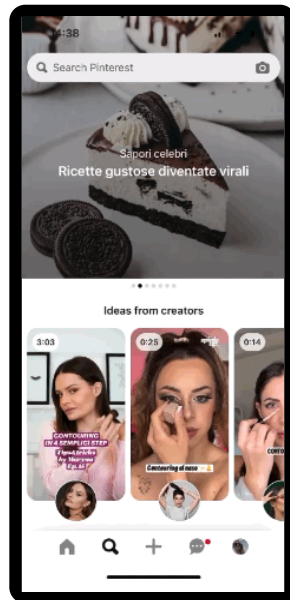 :38
Search Pinterest
Sapori celebri
Ricette gustose diventate virali
Ideas from creators
3:03
0:25
0:14
CONTOURING
IN 4 SEMPLICI STEP
Contouring al naso